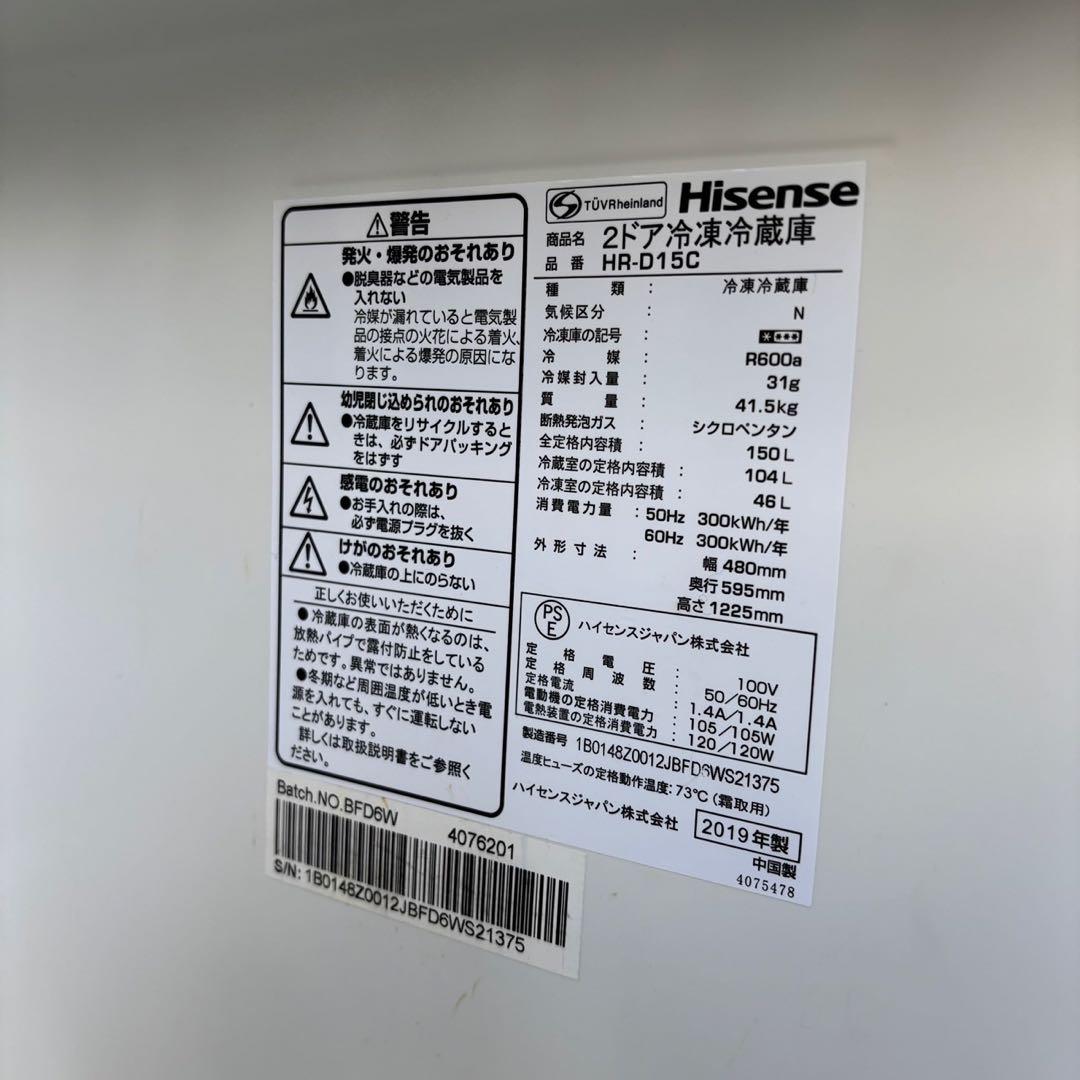 警告
発火・爆発のおそれあり
●脱臭器などの電気製品を
入れない
冷媒が漏れていると電気製
品の接点の火花による着火、
着火による爆発の原因にな
ります。
幼児閉じ込められのおそれあり
●冷蔵庫をリサイクルすると
きは、必ずドアパッキング
をはずす
感電のおそれあり
●お手入れの際は、
必ず電源プラグを抜く
けがのおそれあり
●冷蔵庫の上にのらない
正しくお使いいただくために
●冷蔵庫の表面が熱くなるのは、
放熱パイプで露付防止をしている
ためです。異常ではありません。
●冬期など周囲温度が低いとき電
源を入れても、すぐに運転しない
ことがあります。
詳しくは取扱説明書をご参照く
ださい。
Batch.NO.BFD6W 4076201
S/N: 1B0148Z0012JBFD6WS21375
TÜVRheinland Hisense
商品名 2ドア冷凍冷蔵庫
品番 HR-D15C
種類 : 冷凍冷蔵庫
気候区分 : N
冷凍庫の記号 : ****
冷媒 : R600a
冷媒封入量 : 31g
質量 : 41.5kg
断熱発泡ガス : シクロペンタン
全定格内容積 : 150L
冷蔵室の定格内容積 : 104L
冷凍室の定格内容積 : 46L
消費電力量 : 50Hz 300kWh/年
60Hz 300kWh/年
外形寸法 : 幅 480mm
奥行 595mm
高さ 1225mm
PSE ハイセンスジャパン株式会社
定格電圧 : 100V
定格周波数 : 50/60Hz
定格電流 : 1.4A/1.4A
電動機の定格消費電力 : 105/105W
電熱装置の定格消費電力 : 120/120W
製造番号 1B0148Z0012JBFD6WS21375
温度ヒューズの定格動作温度:73℃(霜取用)
ハイセンスジャパン株式会社 2019年製
中国製
4075478